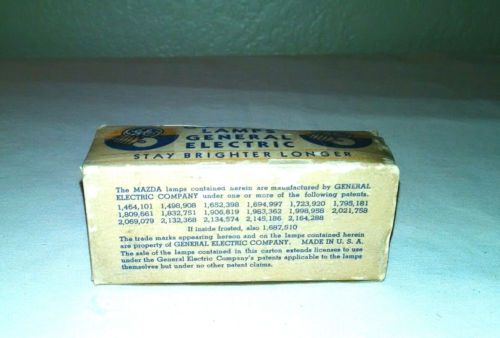 GE
LAMPS
GENERAL
ELECTRIC
STAY BRIGHTER LONGER
The MAZDA lamps contained herein are manufactured by GENERAL
ELECTRIC COMPANY under one or more of the following patents.
1,464,101 1,498,908 1,652,398 1,694,997 1,723,920 1,795,181
1,809,661 1,832,751 1,906,819 1,963,362 1,998,958 2,021,758
2,069,079 2,132,368 2,134,574 2,145,186 2,164,288
If inside frosted, also 1,687,510
The trade marks appearing hereon and on the lamps contained herein
are property of GENERAL ELECTRIC COMPANY. MADE IN U. S. A.
The sale of the lamps contained in this carton extends licenses to use
under the General Electric Company's patents applicable to the lamps
themselves but under no other patent claims.